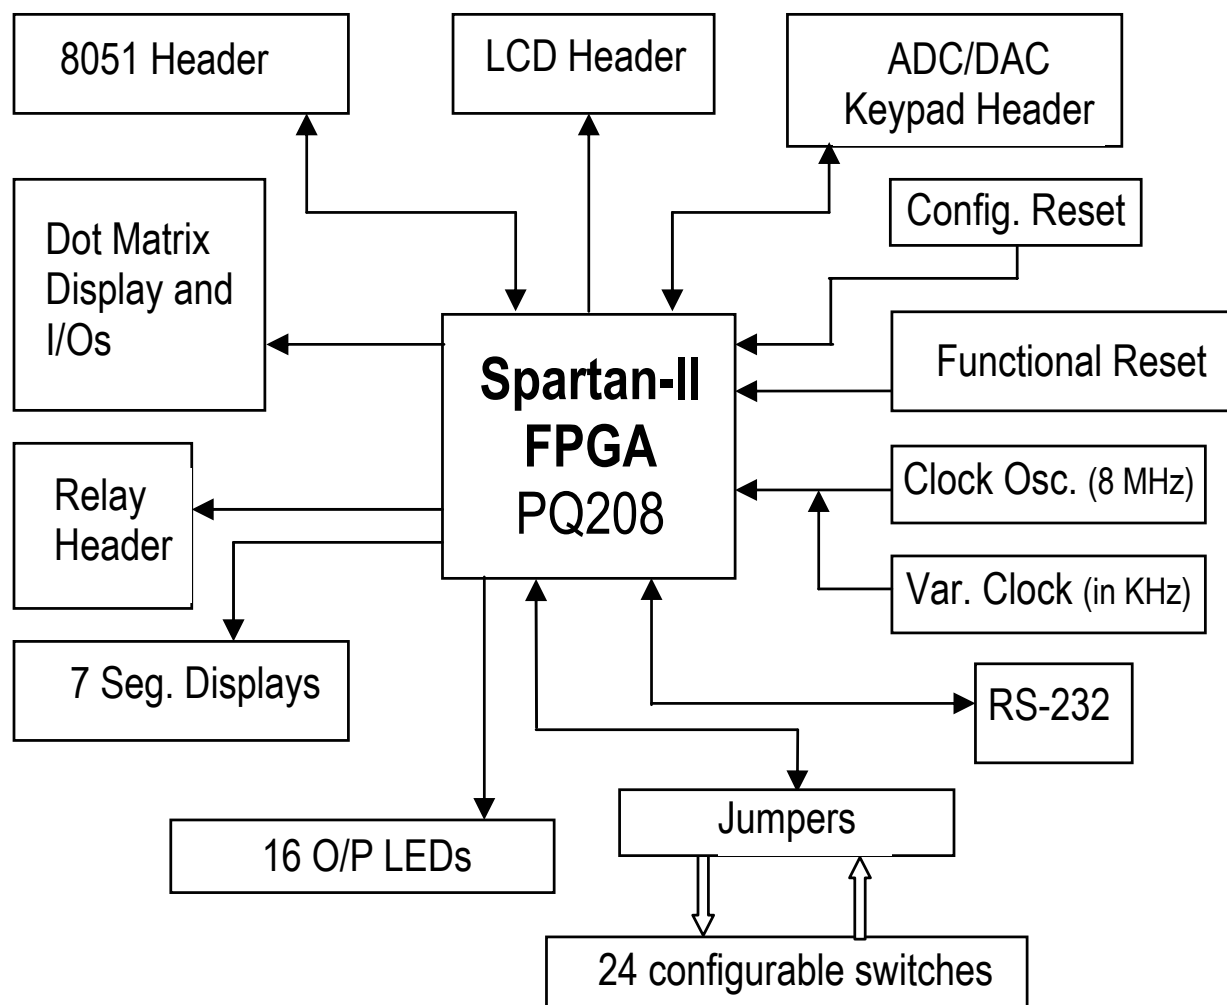 8051 Header
LCD Header
ADC/DAC
Keypad Header
Config. Reset
Dot Matrix
Display and
I/Os
Spartan-II
FPGA
PQ208
Functional Reset
Relay
Header
Clock Osc. (8 MHz)
Var. Clock (in KHz)
7 Seg. Displays
RS-232
16 O/P LEDs
Jumpers
24 configurable switches